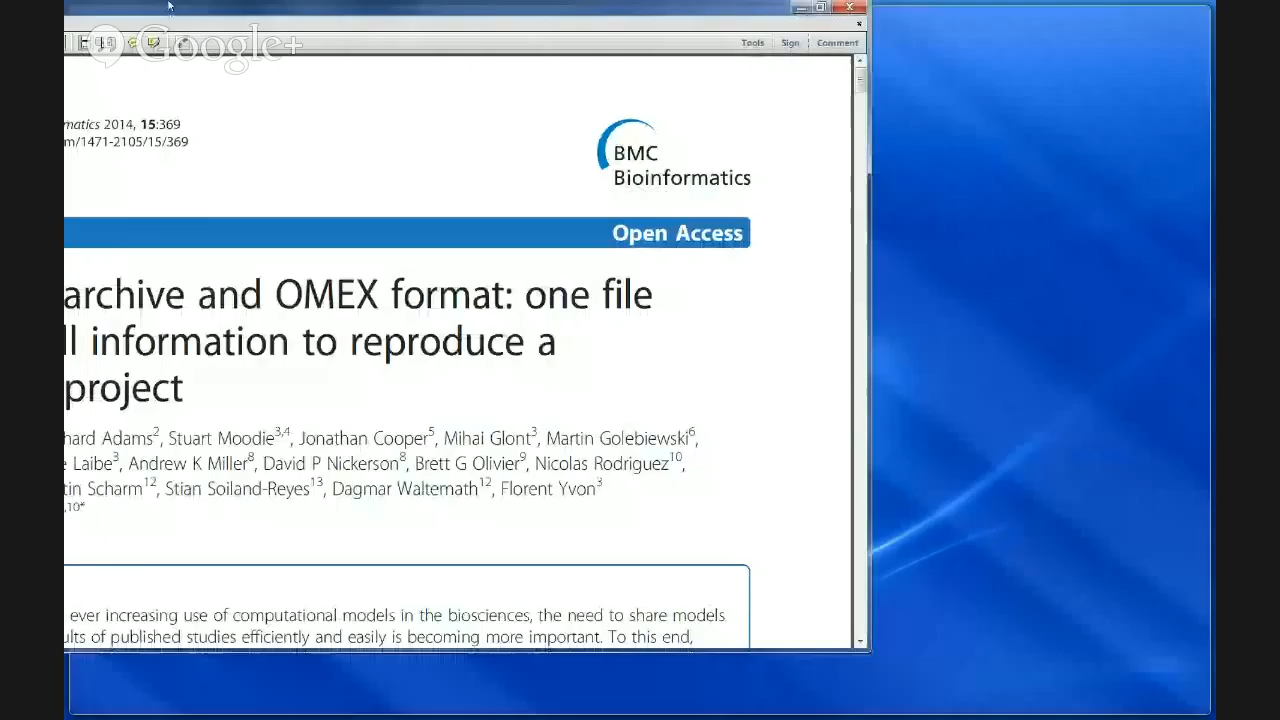 Google+
Tools Sign Comment
matics 2014, 15:369
m/1471-2105/15/369
BMC
Bioinformatics
Open Access
archive and OMEX format: one file
ll information to reproduce a
project
hard Adams2, Stuart Moodie3,4, Jonathan Cooper5, Mihai Glont3, Martin Golebiewski6,
e Laibe3, Andrew K Miller8, David P Nickerson8, Brett G Olivier9, Nicolas Rodriguez10,
tin Scharm12, Stian Soiland-Reyes13, Dagmar Waltemath12, Florent Yvon3
,10*
ever increasing use of computational models in the biosciences, the need to share models
ults of published studies efficiently and easily is becoming more important. To this end,